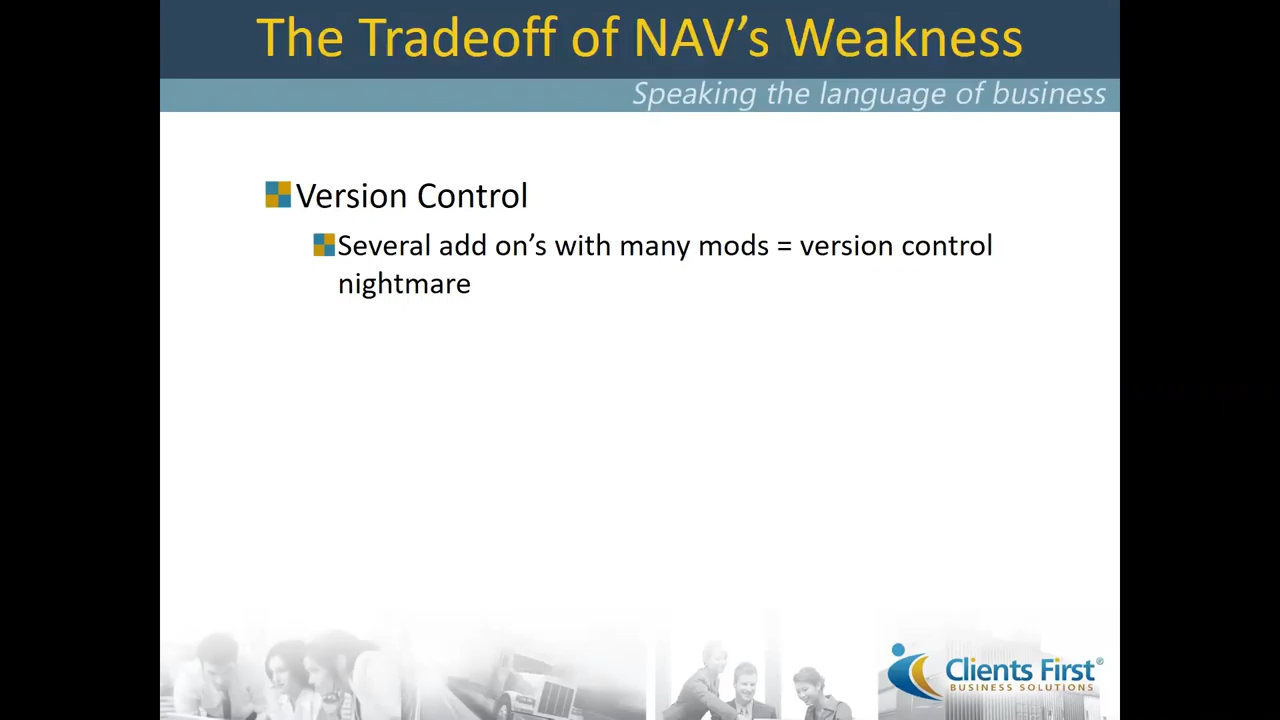 The Tradeoff of NAV's Weakness
Speaking the language of business
Version Control
Several add on's with many mods = version control
nightmare
Clients First®
BUSINESS SOLUTIONS